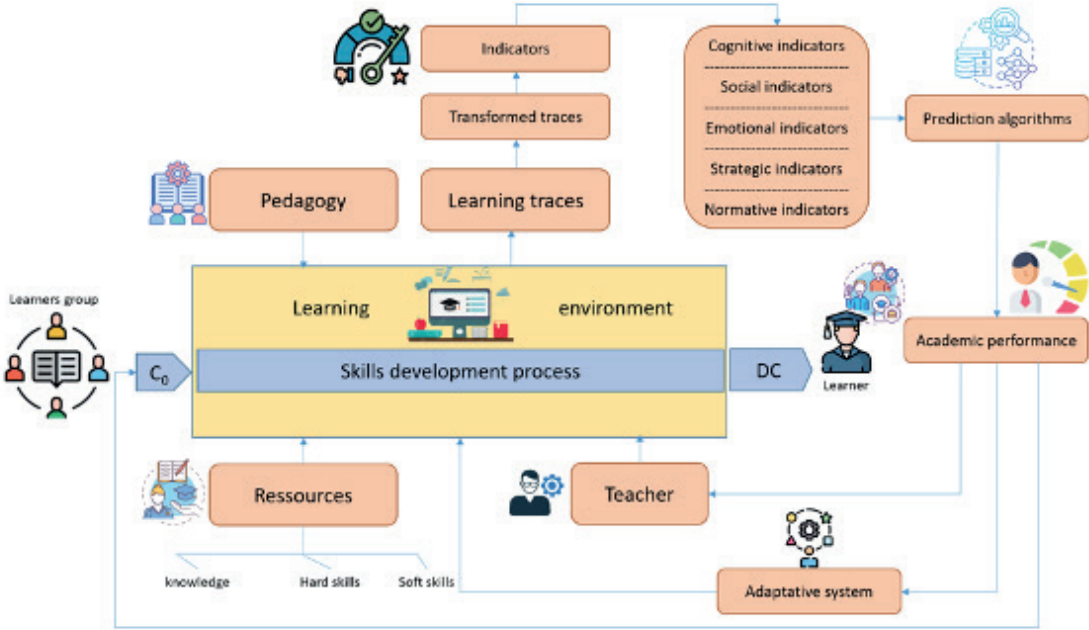 Indicators
Transformed traces
Learning traces
Pedagogy
Cognitive indicators
Social indicators
Emotional indicators
Strategic indicators
Normative indicators
Prediction algorithms
Academic performance
Learners group
C₀
Learning environment
Skills development process
DC
Learner
Ressources
knowledge
Hard skills
Soft skills
Teacher
Adaptative system